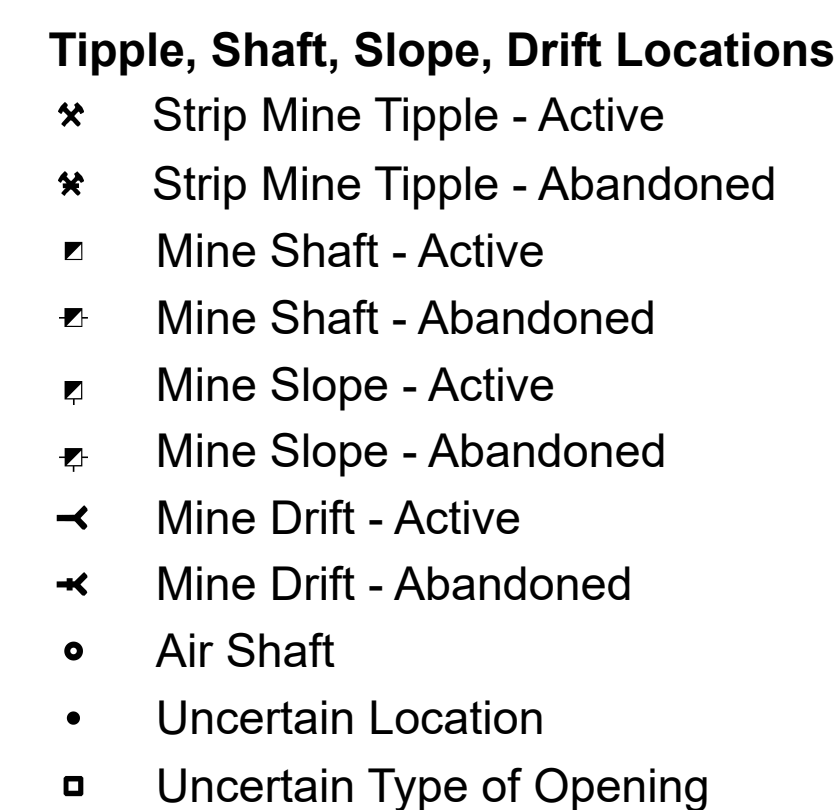 Tipple, Shaft, Slope, Drift Locations
Strip Mine Tipple - Active
Strip Mine Tipple - Abandoned
Mine Shaft - Active
Mine Shaft - Abandoned
Mine Slope - Active
Mine Slope - Abandoned
Mine Drift - Active
Mine Drift - Abandoned
Air Shaft
Uncertain Location
Uncertain Type of Opening